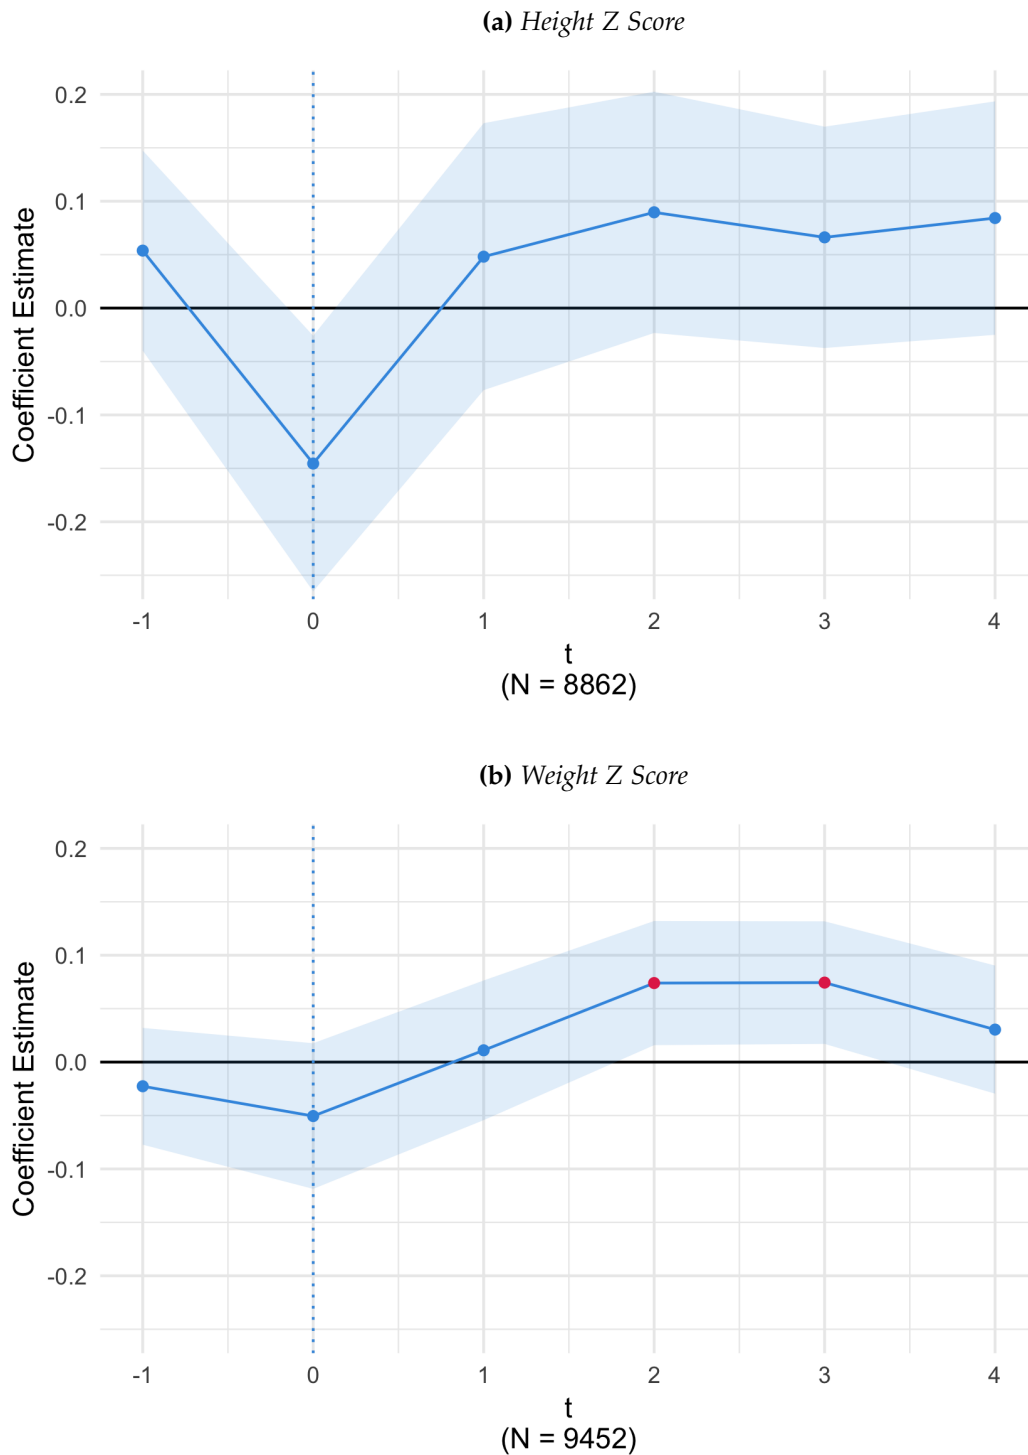 (a) Height Z Score
0.2
0.1
0.0
-0.1
-0.2
Coefficient Estimate
-1 0 1 2 3 4
t
(N = 8862)
(b) Weight Z Score
0.2
0.1
0.0
-0.1
-0.2
Coefficient Estimate
-1 0 1 2 3 4
t
(N = 9452)